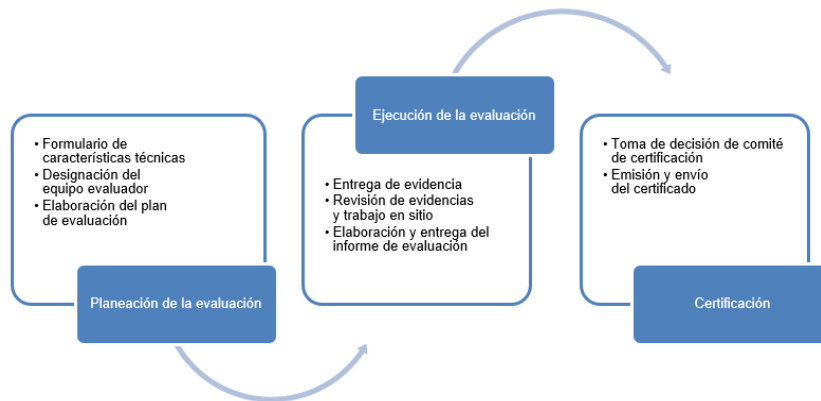 • Formulario de
características técnicas
• Designación del
equipo evaluador
• Elaboración del plan
de evaluación
Planeación de la evaluación
Ejecución de la evaluación
• Entrega de evidencia
• Revisión de evidencias
y trabajo en sitio
• Elaboración y entrega del
informe de evaluación
• Toma de decisión de comité
de certificación
• Emisión y envío
del certificado
Certificación